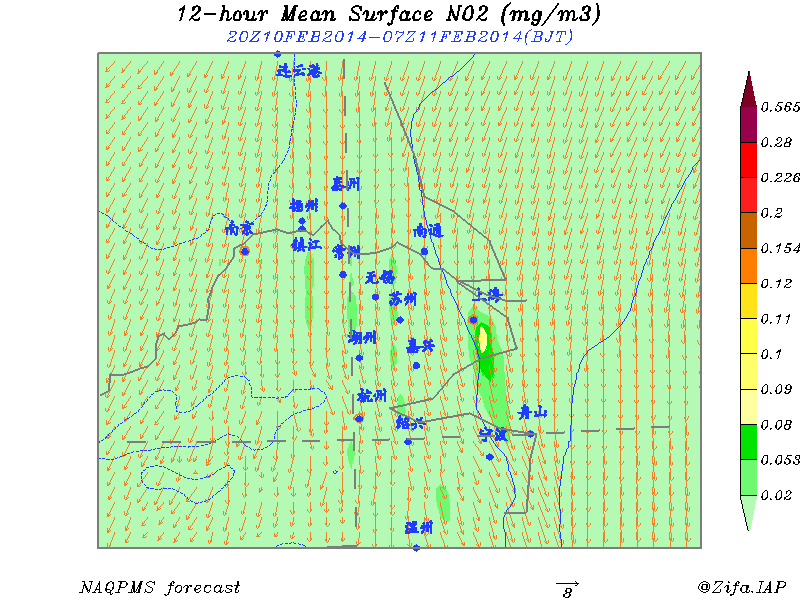 12-hour Mean Surface NO2 (mg/m3)
20Z10FEB2014-07Z11FEB2014(BJT)
连云港
泰州
扬州
南京
镇江
常州
南通
无锡
苏州
上海
湖州
嘉兴
杭州
绍兴
舟山
宁波
温州
0.565
0.28
0.226
0.2
0.154
0.12
0.11
0.1
0.09
0.08
0.053
0.02
NAQPMS forecast
8
@Zifa.IAP